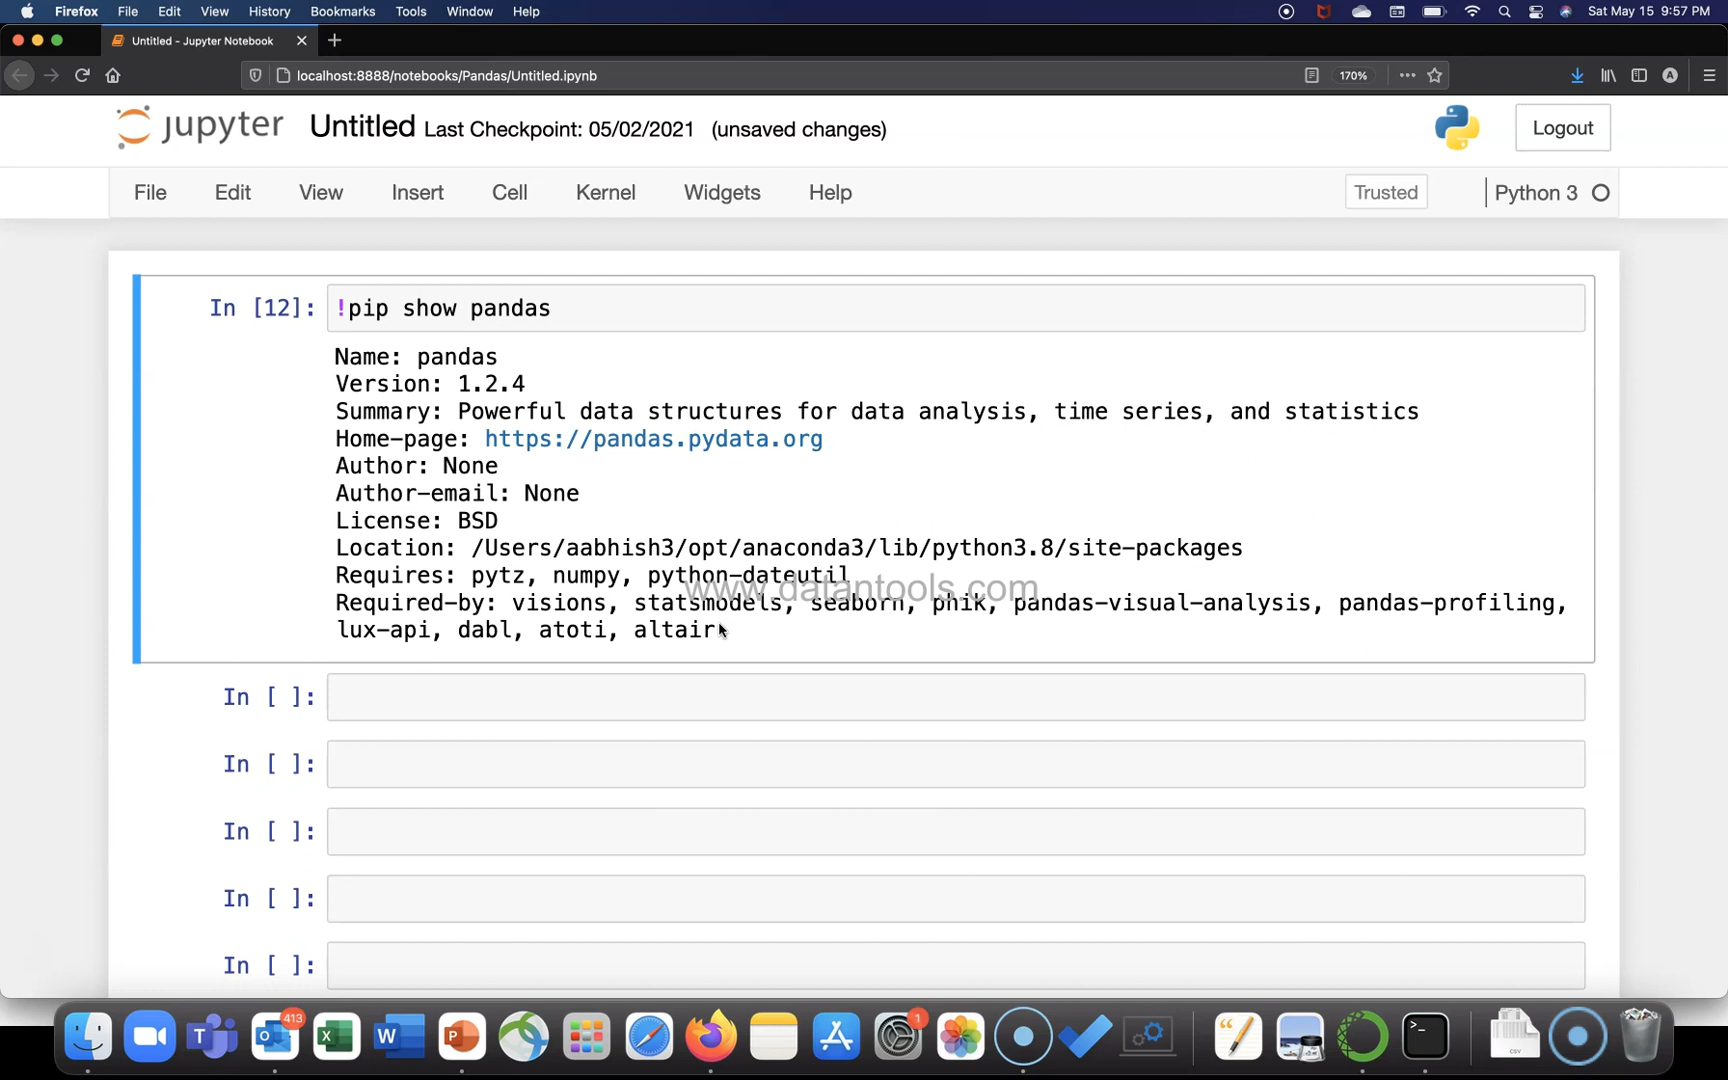 Firefox File Edit View History Bookmarks Tools Window Help Sat May 15 9:57 PM
Untitled - Jupyter Notebook
localhost:8888/notebooks/Pandas/Untitled.ipynb 170%
jupyter Untitled Last Checkpoint: 05/02/2021 (unsaved changes) Logout
File Edit View Insert Cell Kernel Widgets Help Trusted Python 3
In [12]: !pip show pandas
Name: pandas
Version: 1.2.4
Summary: Powerful data structures for data analysis, time series, and statistics
Home-page: https://pandas.pydata.org
Author: None
Author-email: None
License: BSD
Location: /Users/aabhish3/opt/anaconda3/lib/python3.8/site-packages
Requires: pytz, numpy, python-dateutil
www.datantools.com
Required-by: visions, statsmodels, seaborn, phik, pandas-visual-analysis, pandas-profiling,
lux-api, dabl, atoti, altair
In [ ]:
In [ ]:
In [ ]:
In [ ]:
In [ ]:
413
1
CSV